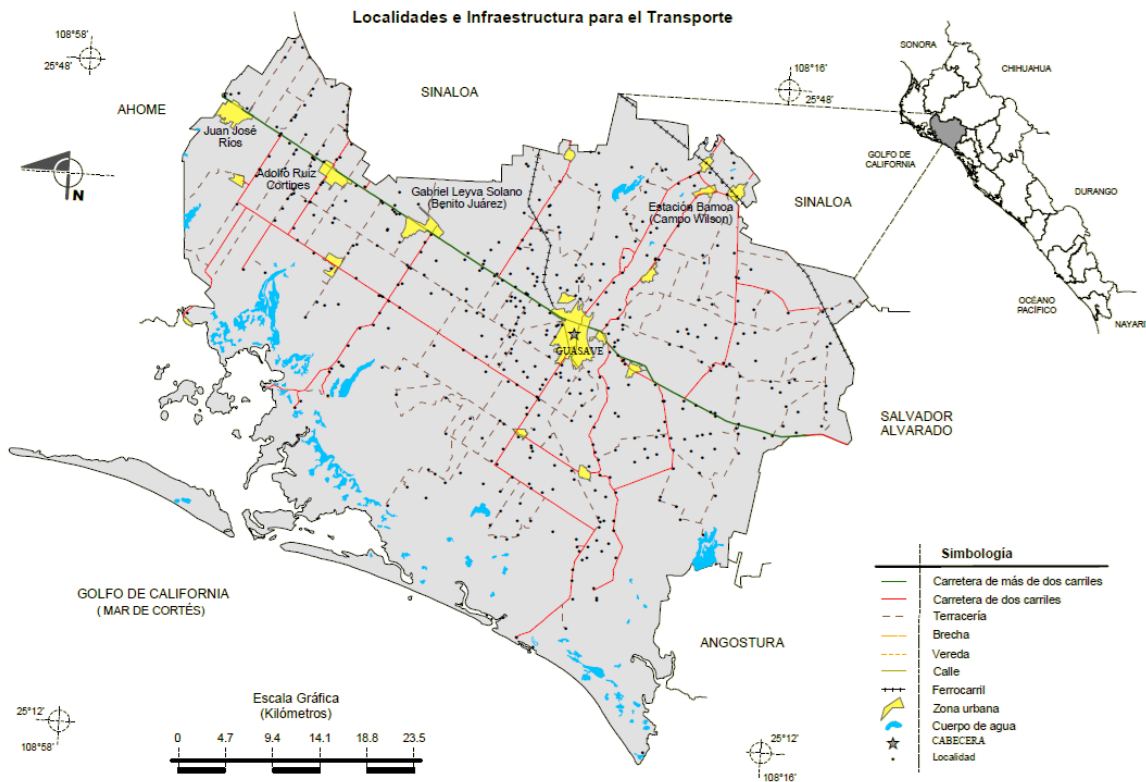 Localidades e Infraestructura para el Transporte
108°58'
25°48'
SONORA
CHIHUAHUA
108°16'
25°48'
SINALOA
AHOME
Juan José
Ríos
GOLFO DE
CALIFORNIA
N
Adolfo Ruiz
Cortines
Gabriel Leyva Solano
(Benito Juárez)
Estación Bamoa
(Campo Wilson)
DURANGO
SINALOA
OCÉANO
PACÍFICO
NAYARI
GUASAVE
SALVADOR
ALVARADO
GOLFO DE CALIFORNIA
( MAR DE CORTÉS)
ANGOSTURA
Simbología
Carretera de más de dos carriles
Carretera de dos carriles
Terracería
Brecha
Vereda
Calle
Ferrocarril
Zona urbana
Cuerpo de agua
CABECERA
Localidad
Escala Gráfica
(Kilómetros)
0 4.7 9.4 14.1 18.8 23.5
25°12'
108°58'
25°12'
108°16'